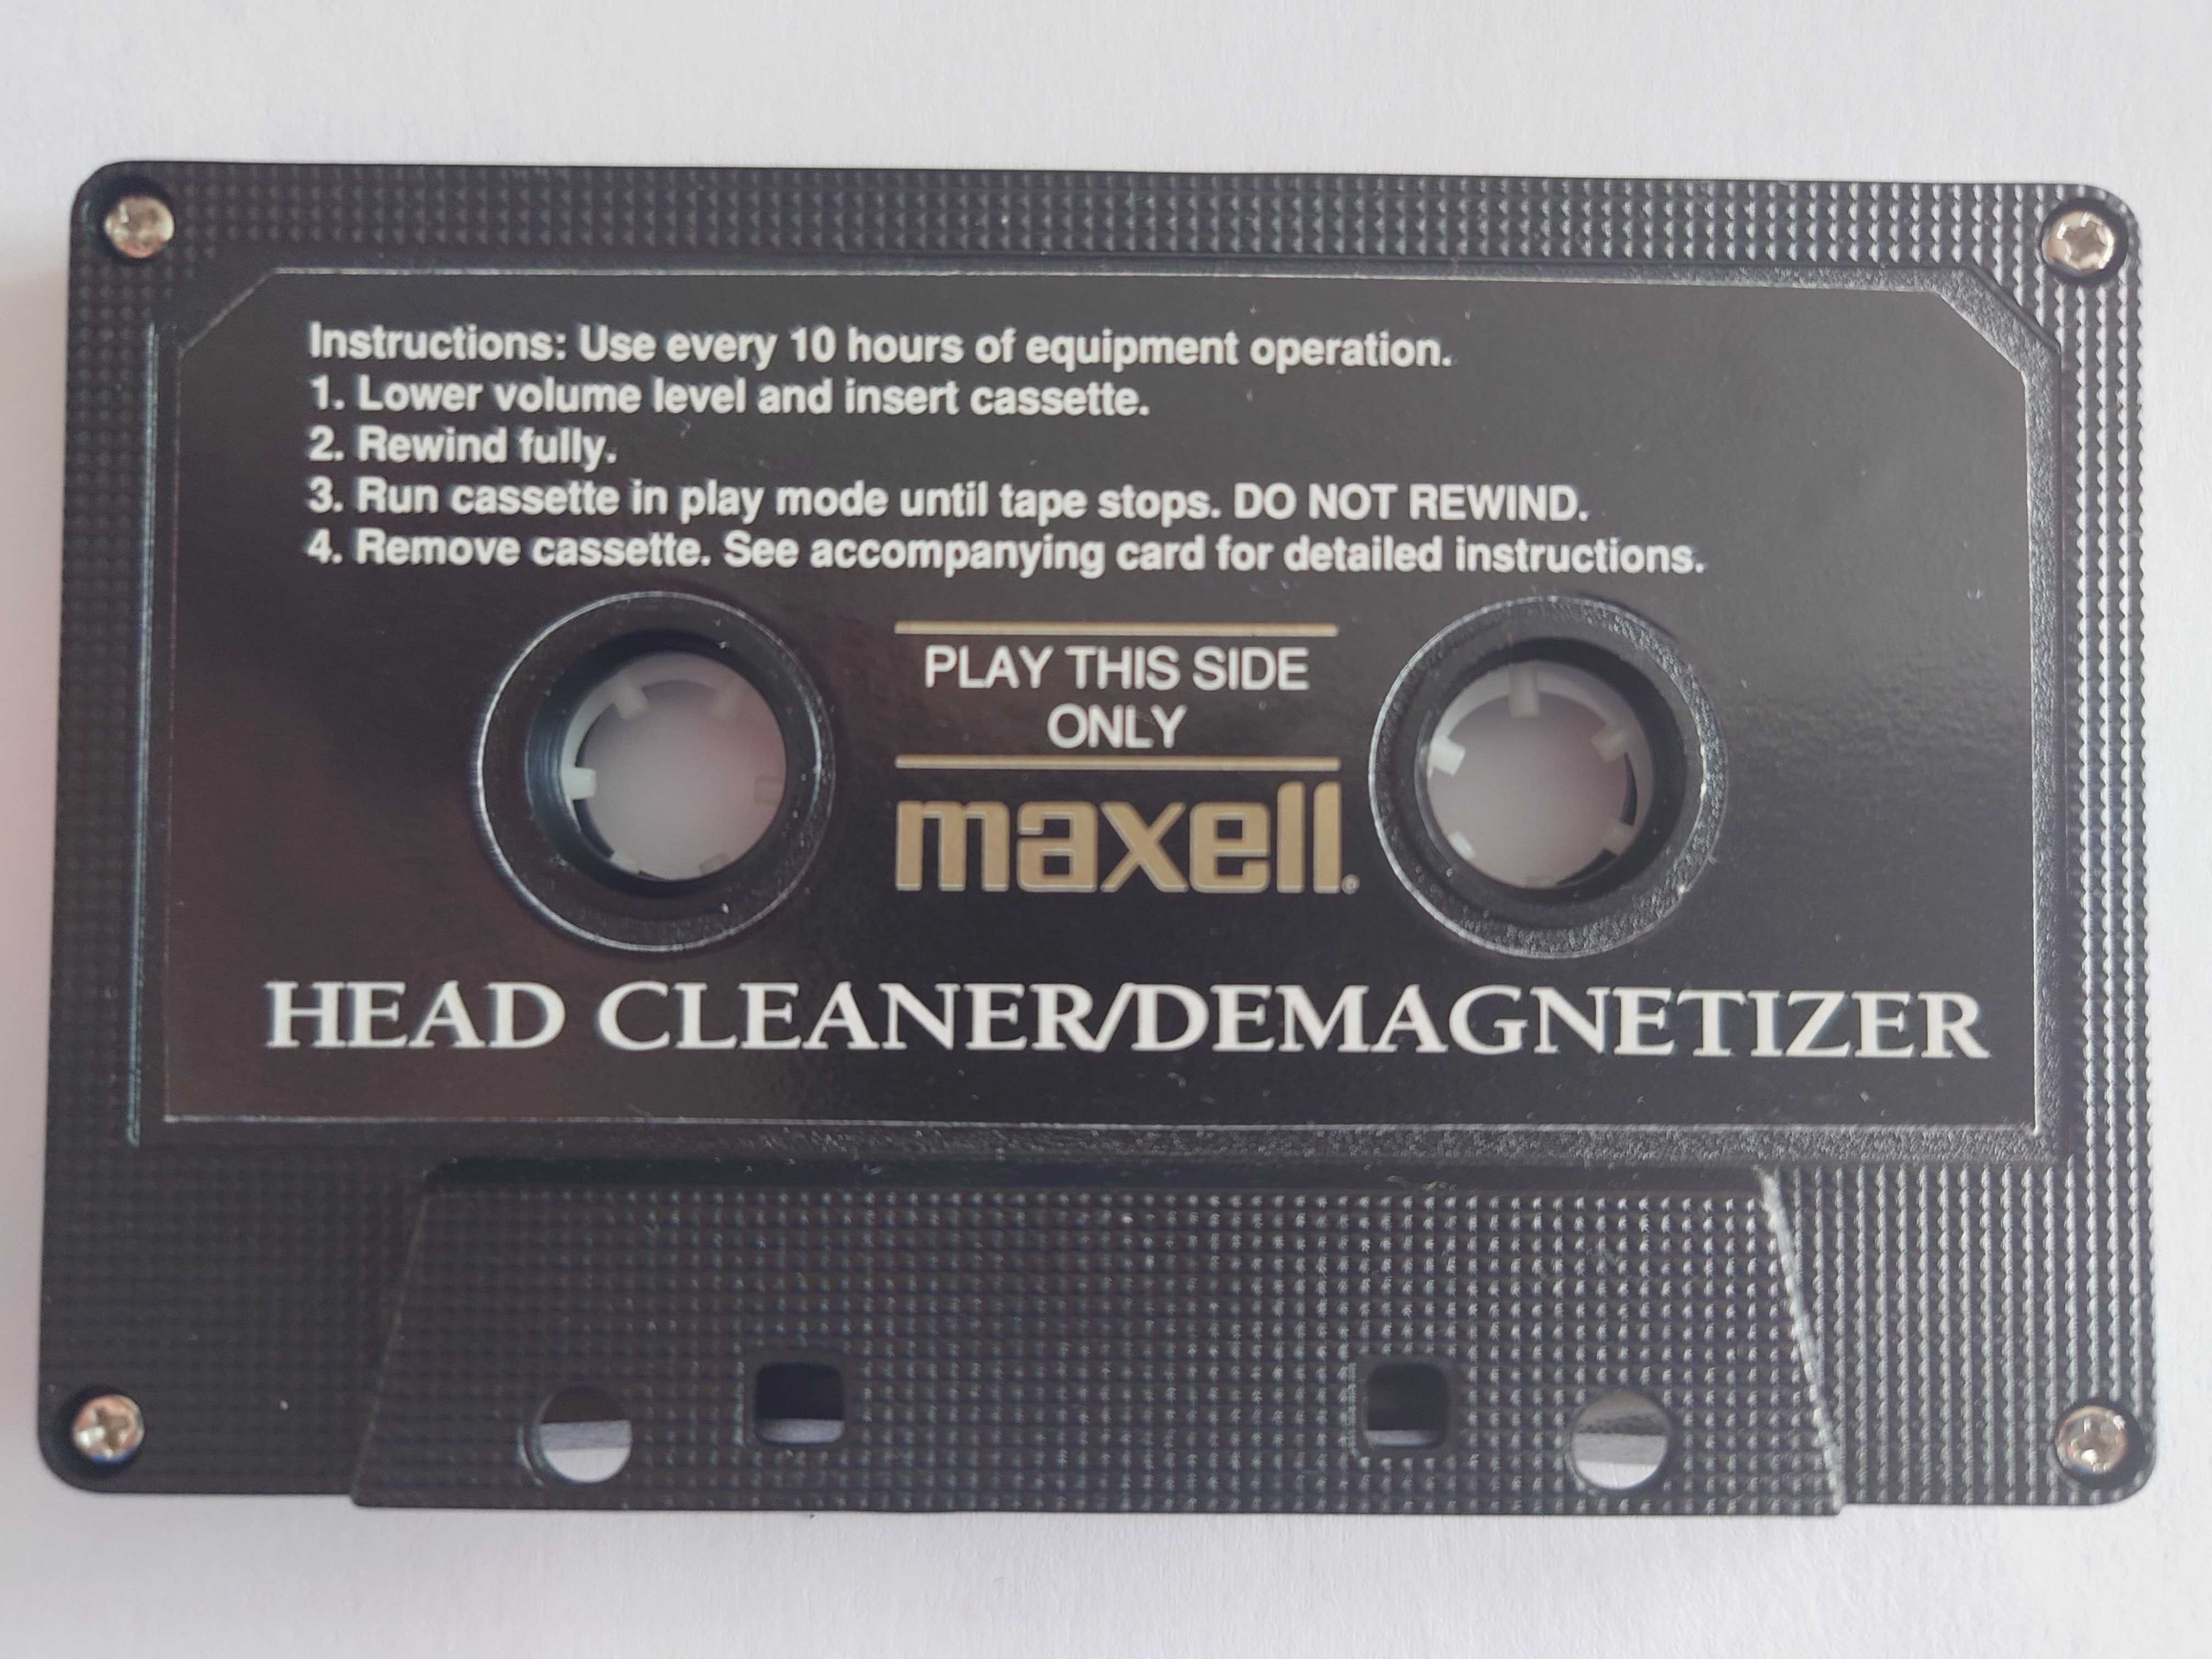 Instructions: Use every 10 hours of equipment operation.
1. Lower volume level and insert cassette.
2. Rewind fully.
3. Run cassette in play mode until tape stops. DO NOT REWIND.
4. Remove cassette. See accompanying card for detailed instructions.
PLAY THIS SIDE
ONLY
maxell®
HEAD CLEANER/DEMAGNETIZER